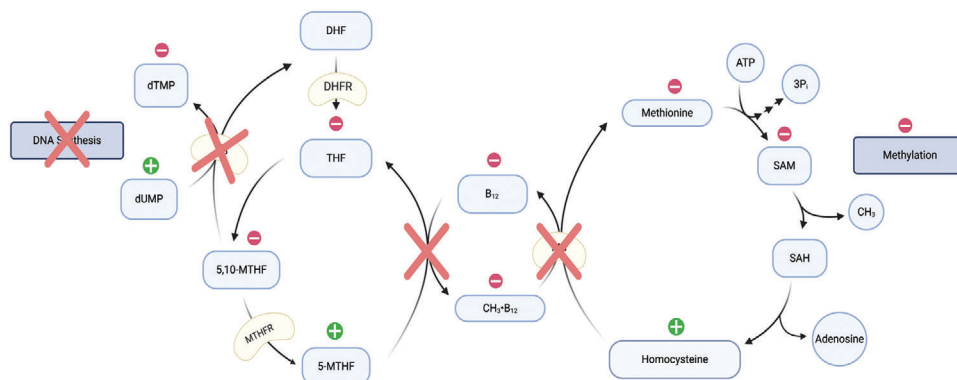 DHF
ATP
dTMP
DHFR
3Pi
Methionine
DNA Synthesis
THF
SAM
Methylation
dUMP
B12
CH3
5,10-MTHF
SAH
CH3•B12
MTHFR
5-MTHF
Homocysteine
Adenosine